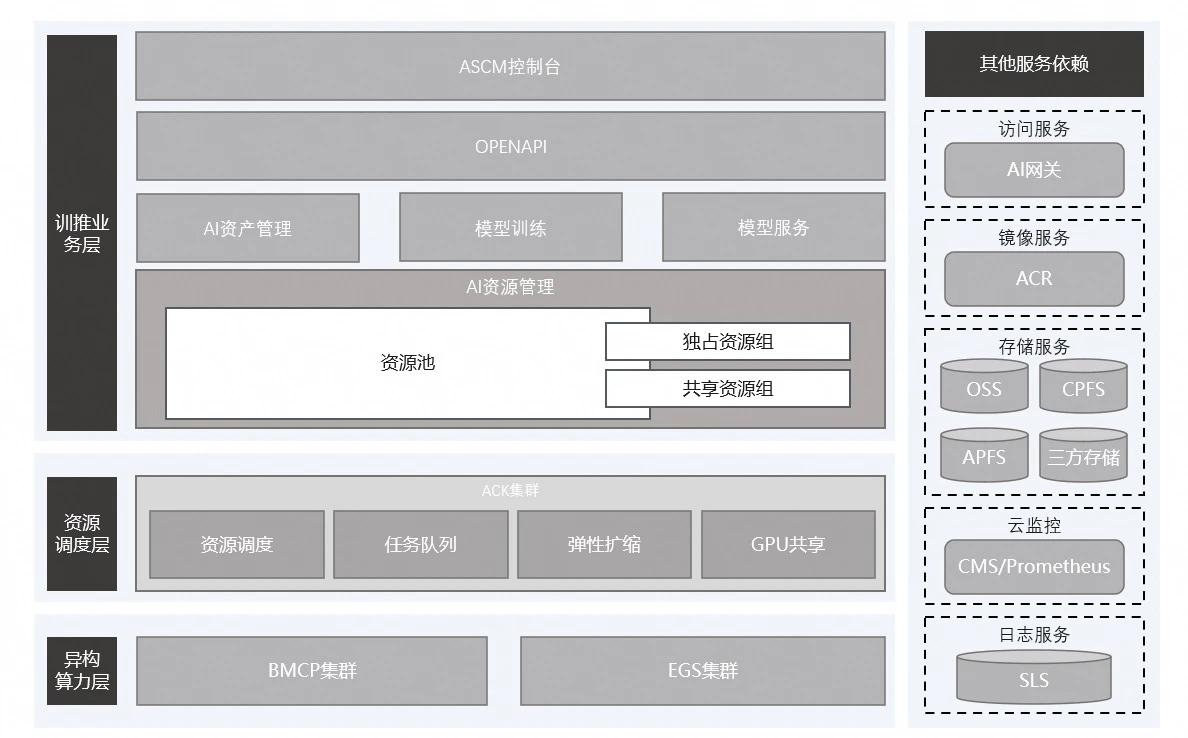 训推业
务层
ASCM控制台
OPENAPI
AI资产管理
模型训练
模型服务
AI资源管理
资源池
独占资源组
共享资源组
资源
调度层
ACK集群
资源调度
任务队列
弹性扩缩
GPU共享
异构
算力层
BMCP集群
EGS集群
其他服务依赖
访问服务
AI网关
镜像服务
ACR
存储服务
OSS
CPFS
APFS
三方存储
云监控
CMS/Prometheus
日志服务
SLS